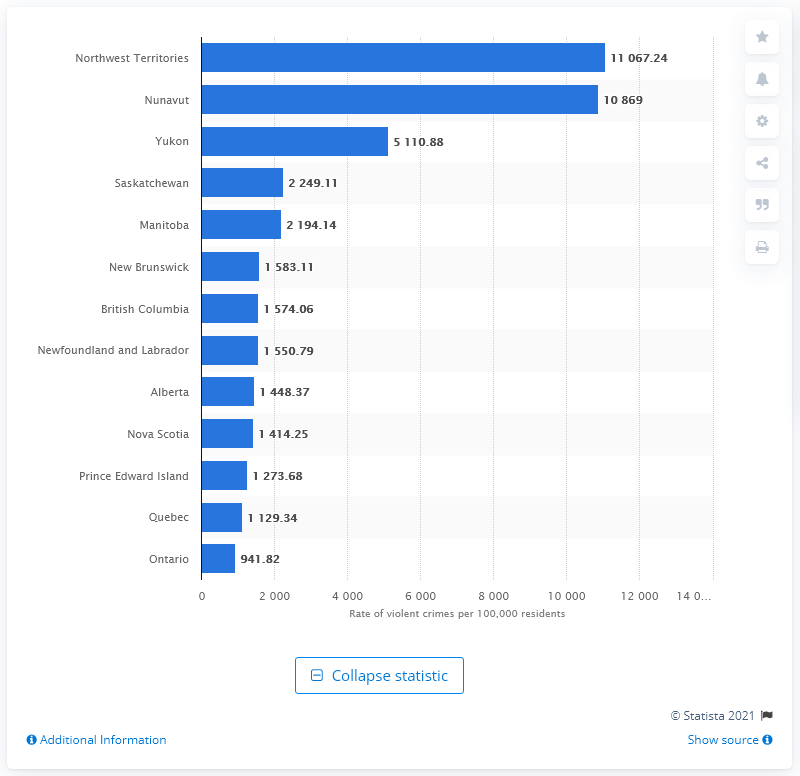 Northwest Territories 11 067.24
Nunavut 10 869
Yukon 5 110.88
Saskatchewan 2 249.11
Manitoba 2 194.14
New Brunswick 1 583.11
British Columbia 1 574.06
Newfoundland and Labrador 1 550.79
Alberta 1 448.37
Nova Scotia 1 414.25
Prince Edward Island 1 273.68
Quebec 1 129.34
Ontario 941.82
0 2 000 4 000 6 000 8 000 10 000 12 000 14 0...
Rate of violent crimes per 100,000 residents
Collapse statistic
© Statista 2021
Additional Information Show source